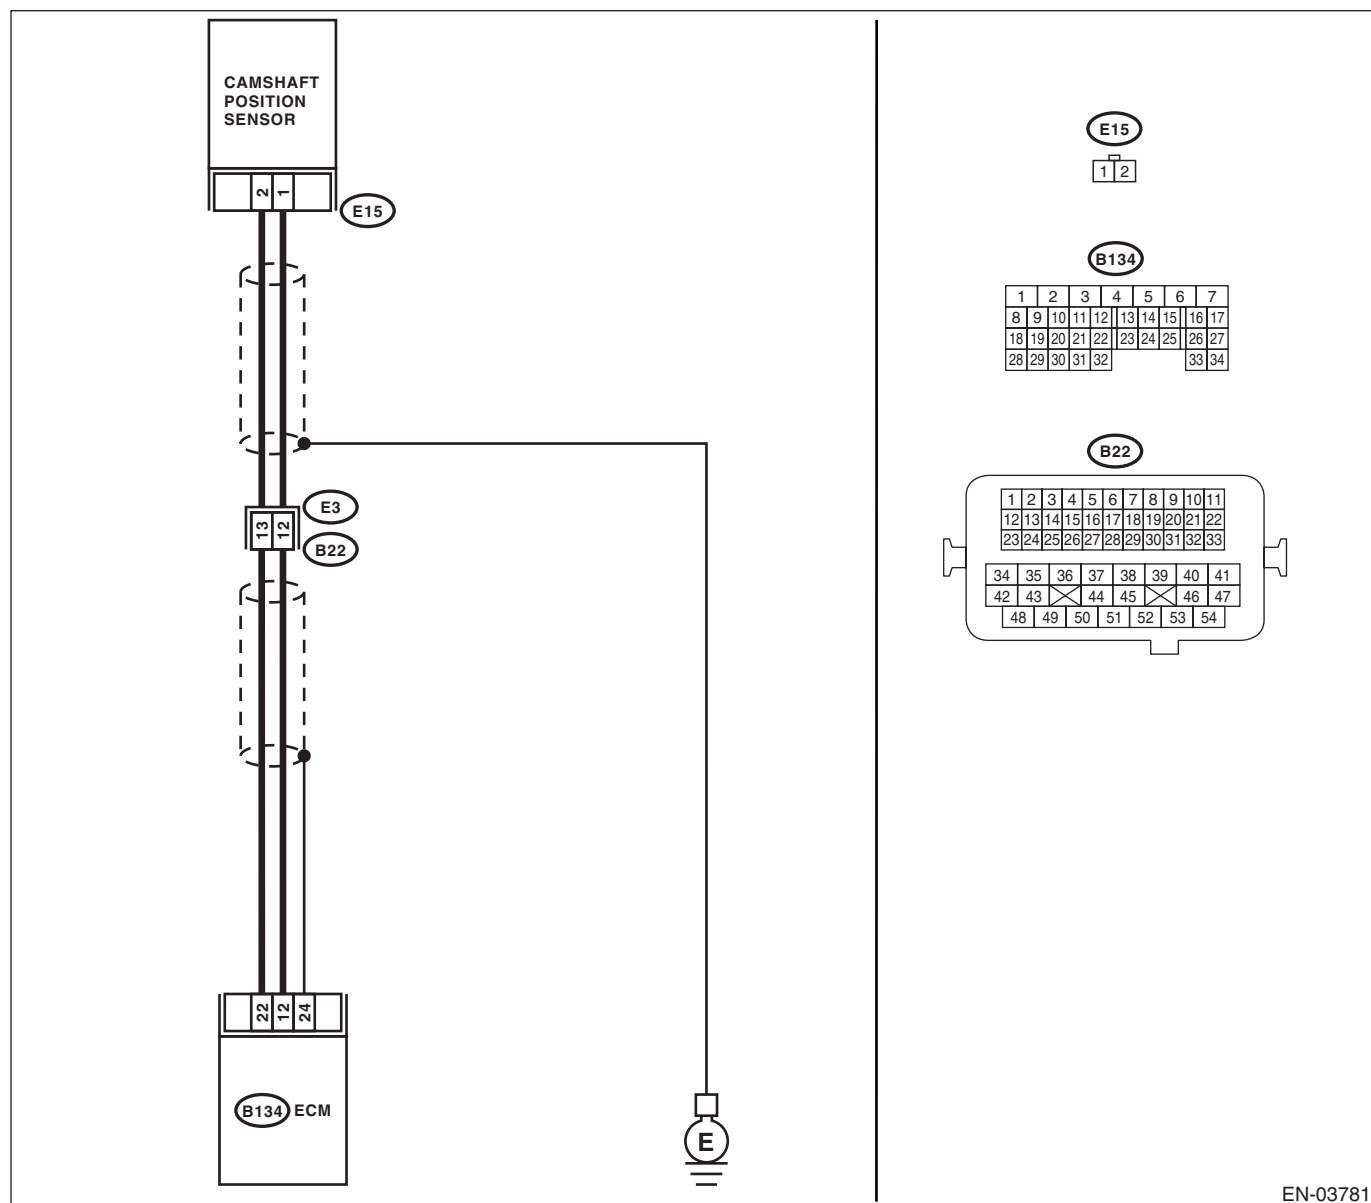 CAMSHAFT
POSITION
SENSOR
2 1
E15
E3
13 12
B22
22 12 24
B134 ECM
E
E15
1 2
B134
1 2 3 4 5 6 7
8 9 10 11 12 13 14 15 16 17
18 19 20 21 22 23 24 25 26 27
28 29 30 31 32 33 34
B22
1 2 3 4 5 6 7 8 9 10 11
12 13 14 15 16 17 18 19 20 21 22
23 24 25 26 27 28 29 30 31 32 33
34 35 36 37 38 39 40 41
42 43 44 45 46 47
48 49 50 51 52 53 54
EN-03781